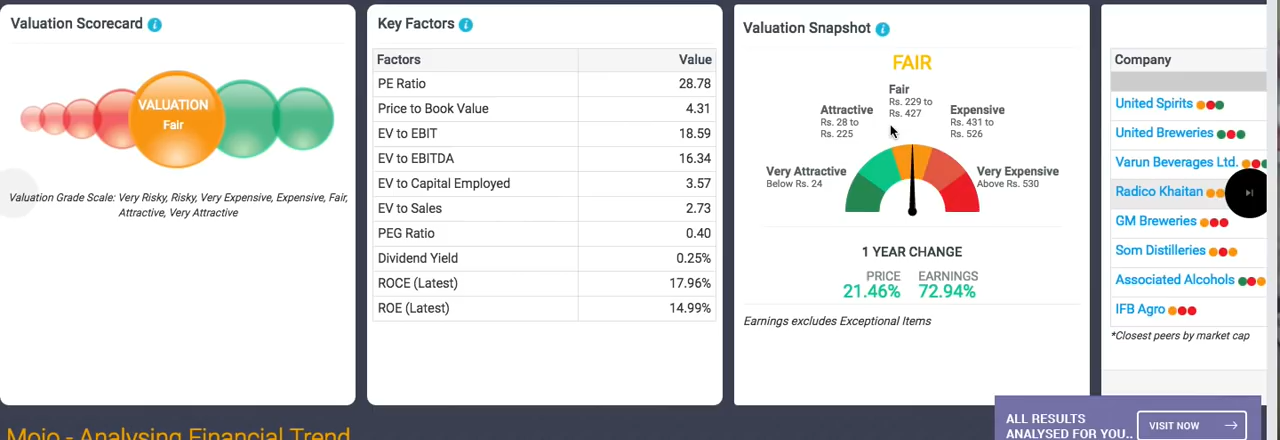 Valuation Scorecard
VALUATION
Fair
Valuation Grade Scale: Very Risky, Risky, Very Expensive, Expensive, Fair,
Attractive, Very Attractive
Key Factors
Factors Value
PE Ratio 28.78
Price to Book Value 4.31
EV to EBIT 18.59
EV to EBITDA 16.34
EV to Capital Employed 3.57
EV to Sales 2.73
PEG Ratio 0.40
Dividend Yield 0.25%
ROCE (Latest) 17.96%
ROE (Latest) 14.99%
Valuation Snapshot
FAIR
Fair
Rs. 229 to
Rs. 427
Attractive
Rs. 28 to
Rs. 225
Expensive
Rs. 431 to
Rs. 526
Very Attractive
Below Rs. 24
Very Expensive
Above Rs. 530
1 YEAR CHANGE
PRICE EARNINGS
21.46% 72.94%
Earnings excludes Exceptional Items
Company
United Spirits
United Breweries
Varun Beverages Ltd.
Radico Khaitan
GM Breweries
Som Distilleries
Associated Alcohols
IFB Agro
*Closest peers by market cap
Mojo - Analysing Financial Trend
ALL RESULTS
ANALYSED FOR YOU..
VISIT NOW